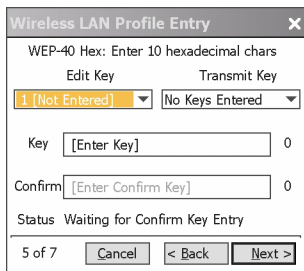 Wireless LAN Profile Entry
WEP-40 Hex: Enter 10 hexadecimal chars
Edit Key Transmit Key
1 [Not Entered] No Keys Entered
Key [Enter Key] 0
Confirm [Enter Confirm Key] 0
Status Waiting for Confirm Key Entry
5 of 7 Cancel < Back Next >